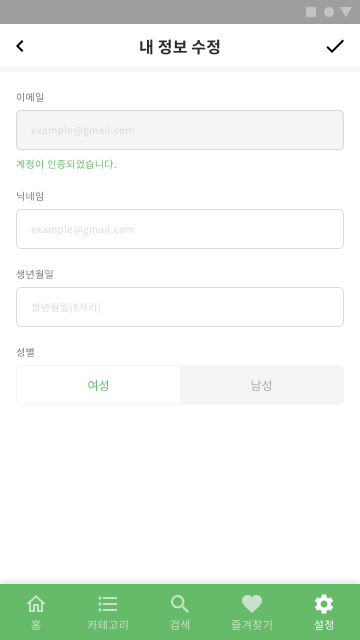 내 정보 수정
이메일
example@gmail.com
계정이 인증되었습니다.
닉네임
example@gmail.com
생년월일
생년월일(8자리)
성별
여성 남성
홈 카테고리 검색 즐겨찾기 설정